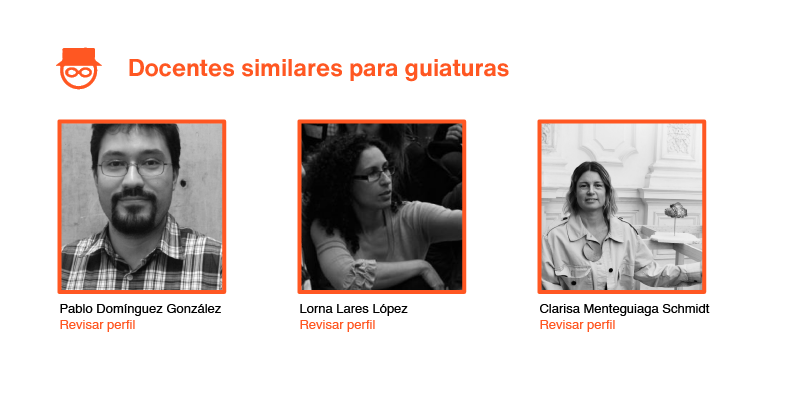 Docentes similares para guiaturas
Pablo Domínguez González
Revisar perfil
Lorna Lares López
Revisar perfil
Clarisa Menteguiaga Schmidt
Revisar perfil